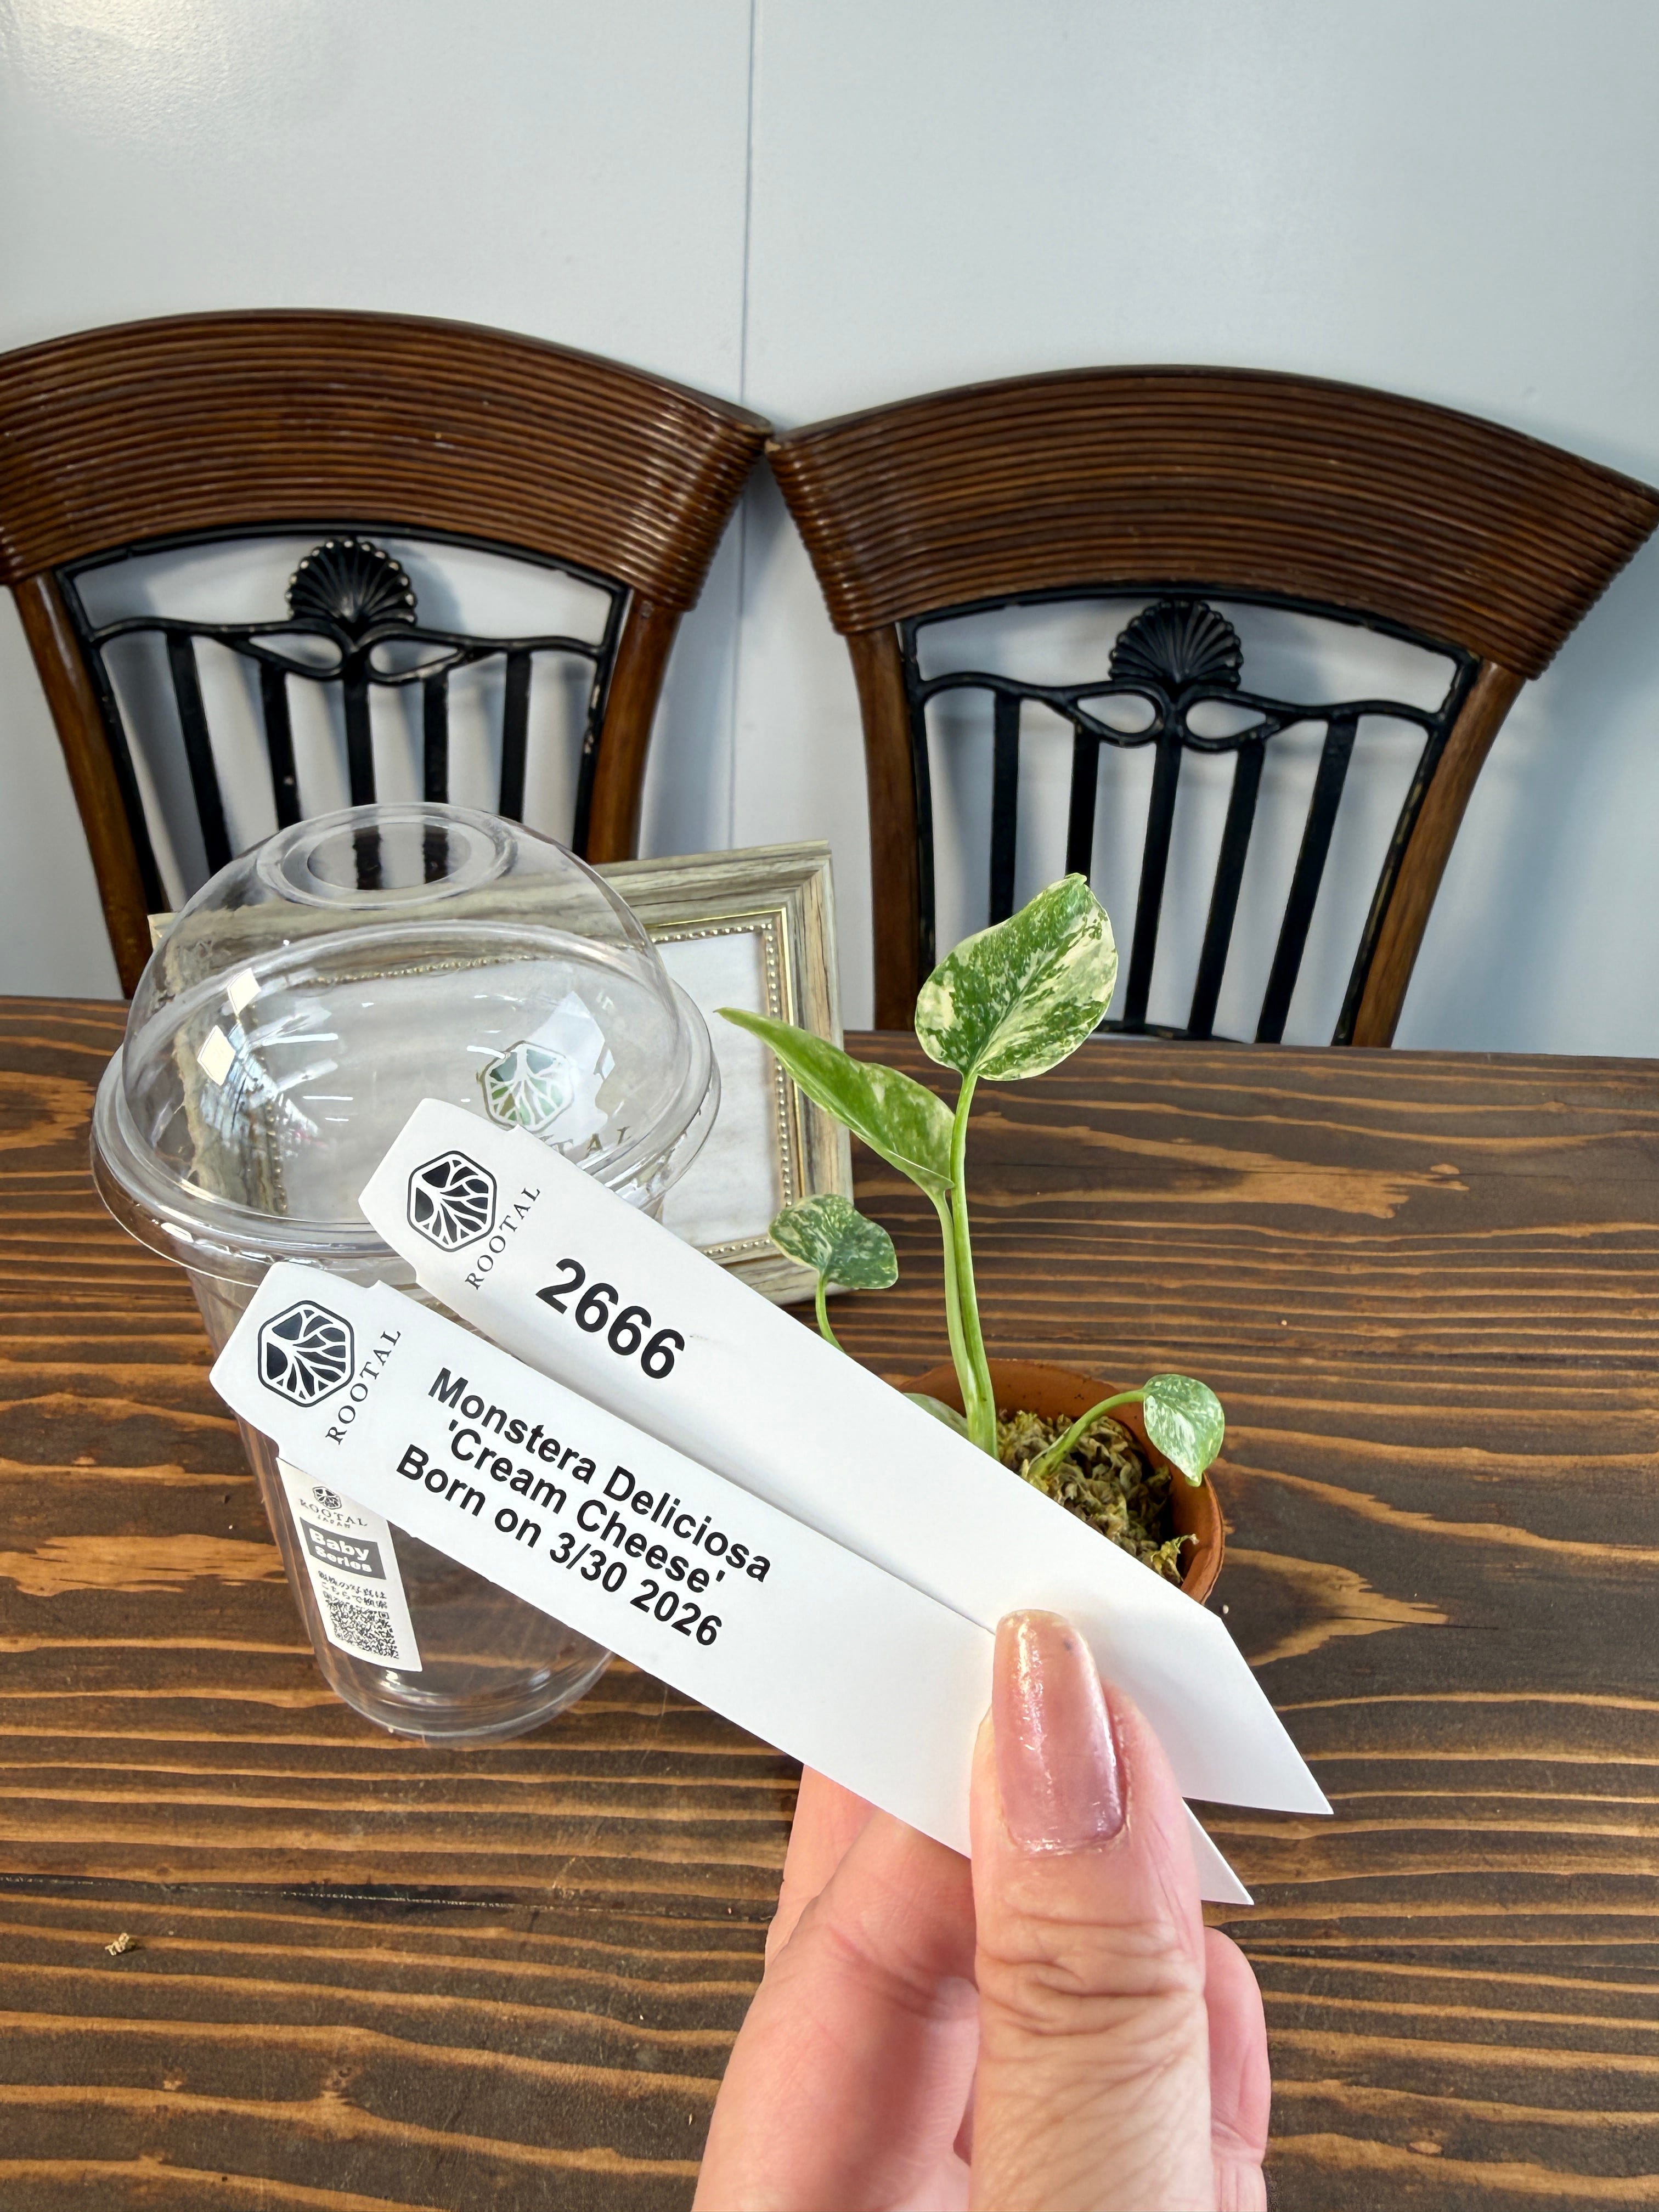 ROOTAL
2666
ROOTAL
Monstera Deliciosa
'Cream Cheese'
Born on 3/30 2026
ROOTAL
JAPAN
Baby
Series